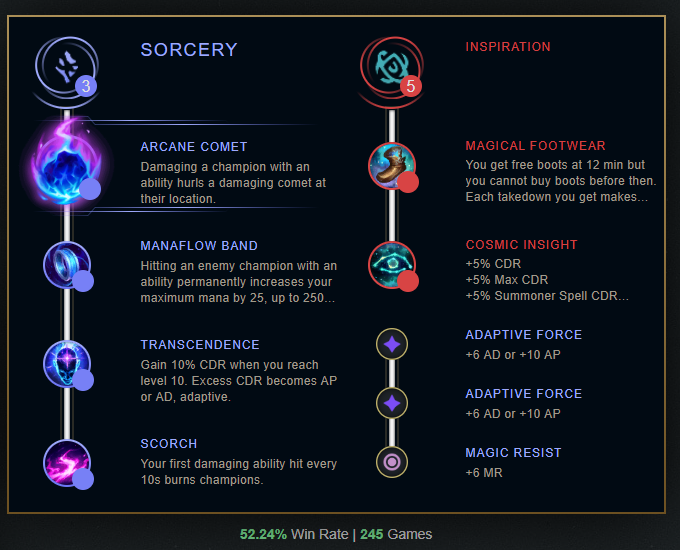 SORCERY
3
ARCANE COMET
Damaging a champion with an
ability hurls a damaging comet at
their location.
MANAFLOW BAND
Hitting an enemy champion with an
ability permanently increases your
maximum mana by 25, up to 250...
TRANSCENDENCE
Gain 10% CDR when you reach
level 10. Excess CDR becomes AP
or AD, adaptive.
SCORCH
Your first damaging ability hit every
10s burns champions.
INSPIRATION
5
MAGICAL FOOTWEAR
You get free boots at 12 min but
you cannot buy boots before then.
Each takedown you get makes...
COSMIC INSIGHT
+5% CDR
+5% Max CDR
+5% Summoner Spell CDR...
ADAPTIVE FORCE
+6 AD or +10 AP
ADAPTIVE FORCE
+6 AD or +10 AP
MAGIC RESIST
+6 MR
52.24% Win Rate | 245 Games